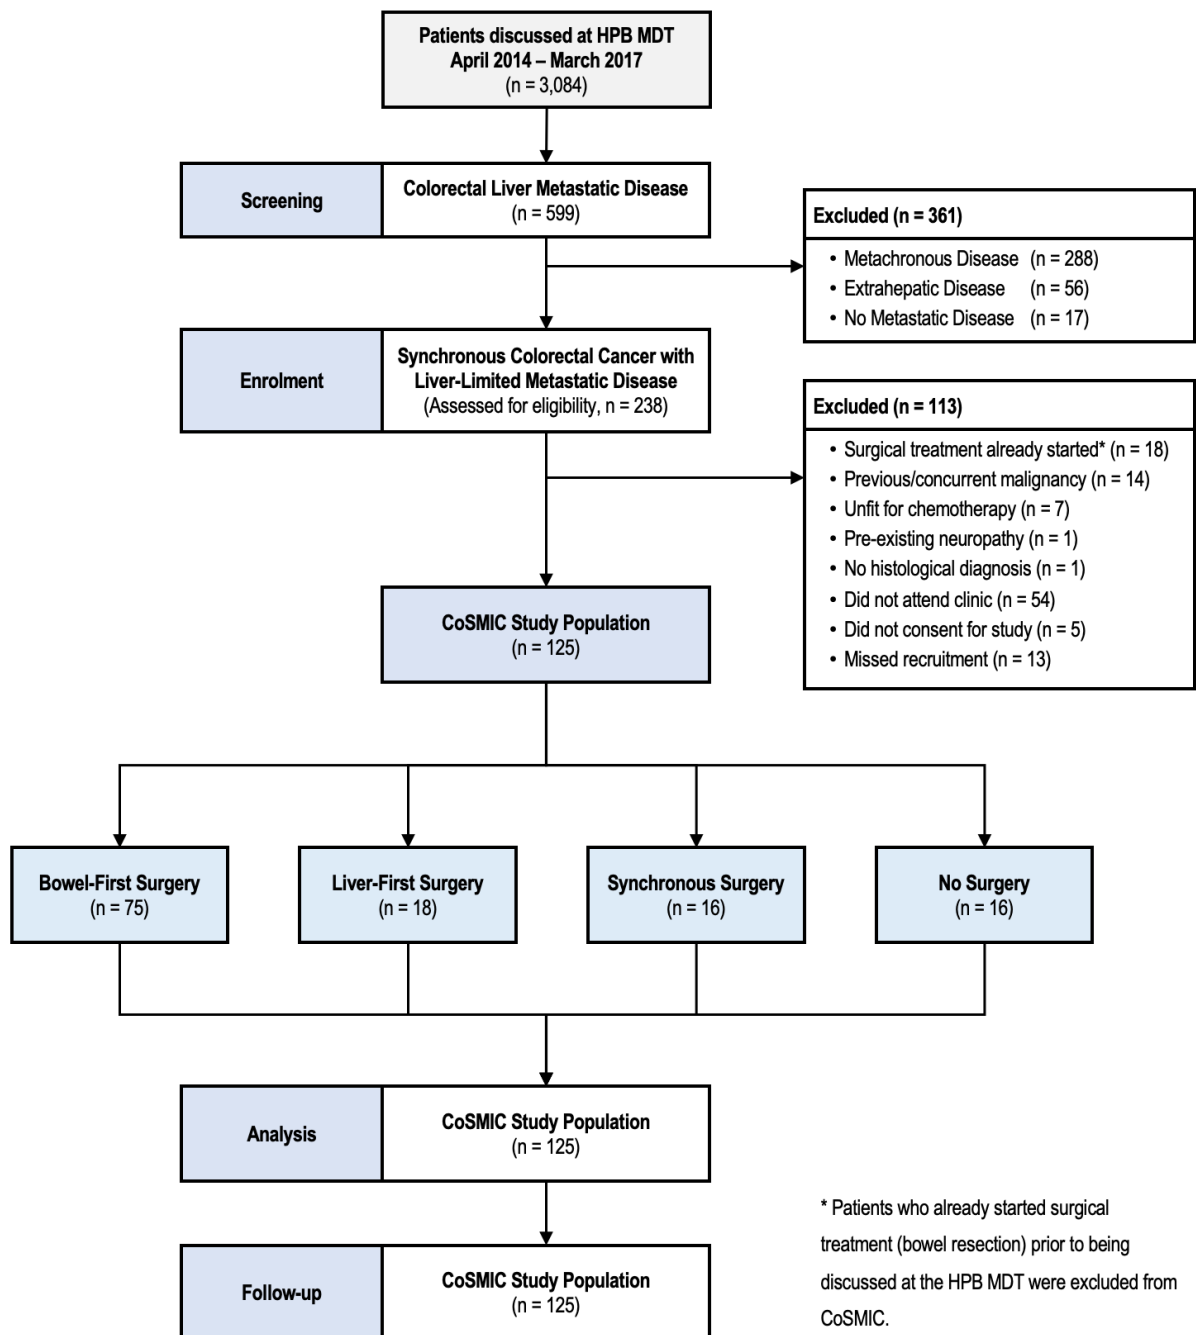 Patients discussed at HPB MDT
April 2014 – March 2017
(n = 3,084)
Screening
Colorectal Liver Metastatic Disease
(n = 599)
Excluded (n = 361)
• Metachronous Disease (n = 288)
• Extrahepatic Disease (n = 56)
• No Metastatic Disease (n = 17)
Enrolment
Synchronous Colorectal Cancer with
Liver-Limited Metastatic Disease
(Assessed for eligibility, n = 238)
Excluded (n = 113)
• Surgical treatment already started* (n = 18)
• Previous/concurrent malignancy (n = 14)
• Unfit for chemotherapy (n = 7)
• Pre-existing neuropathy (n = 1)
• No histological diagnosis (n = 1)
• Did not attend clinic (n = 54)
• Did not consent for study (n = 5)
• Missed recruitment (n = 13)
CoSMIC Study Population
(n = 125)
Bowel-First Surgery
(n = 75)
Liver-First Surgery
(n = 18)
Synchronous Surgery
(n = 16)
No Surgery
(n = 16)
Analysis
CoSMIC Study Population
(n = 125)
Follow-up
CoSMIC Study Population
(n = 125)
* Patients who already started surgical
treatment (bowel resection) prior to being
discussed at the HPB MDT were excluded from
CoSMIC.